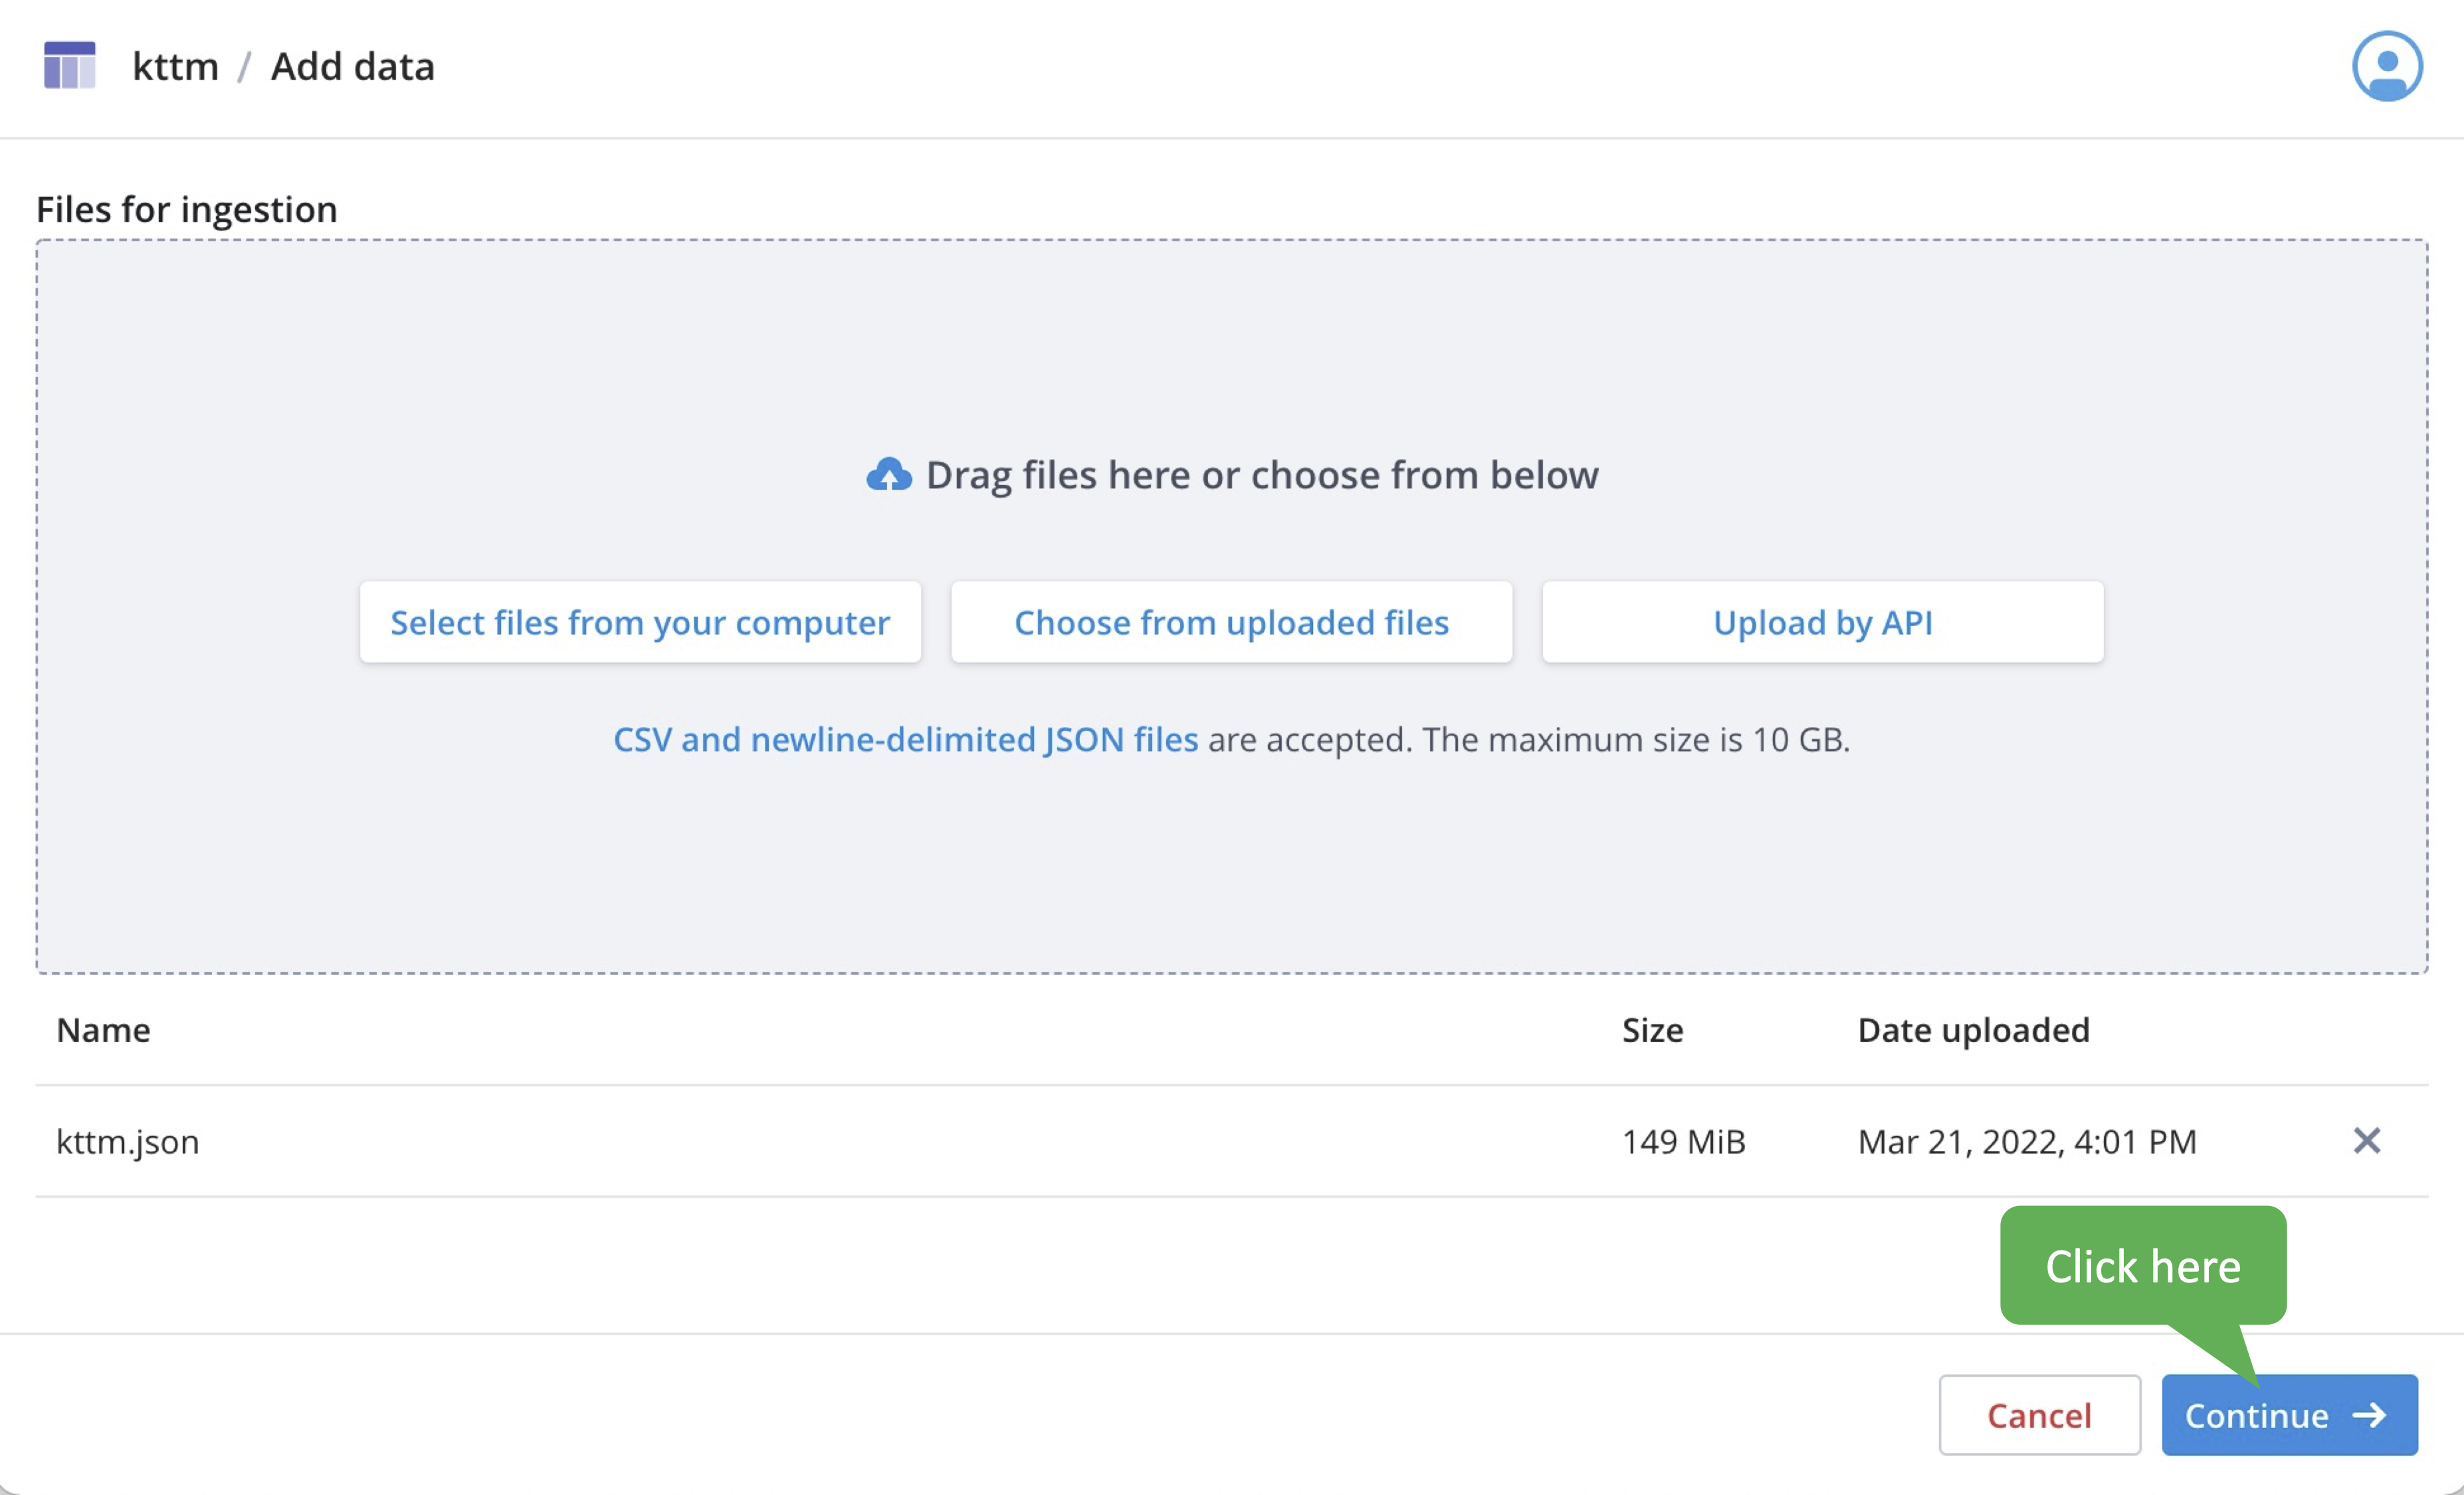 kttm / Add data
Files for ingestion
Drag files here or choose from below
Select files from your computer
Choose from uploaded files
Upload by API
CSV and newline-delimited JSON files are accepted. The maximum size is 10 GB.
Name Size Date uploaded
kttm.json 149 MiB Mar 21, 2022, 4:01 PM
Click here
Cancel
Continue